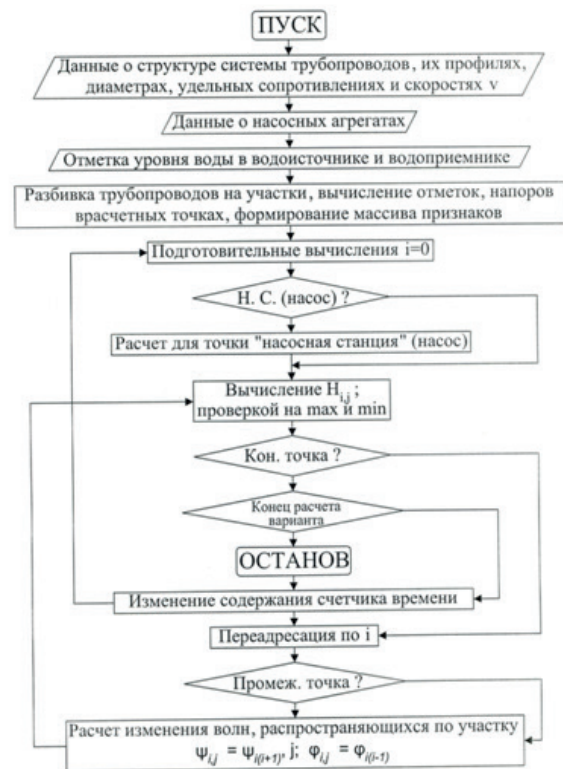 ПУСК
Данные о структуре системы трубопроводов, их профилях,
диаметрах, удельных сопротивлениях и скоростях v
Данные о насосных агрегатах
Отметка уровня воды в водоисточнике и водоприемнике
Разбивка трубопроводов на участки, вычисление отметок, напоров
врасчетных точках, формирование массива признаков
Подготовительные вычисления i=0
Н. С. (насос) ?
Расчет для точки "насосная станция" (насос)
Вычисление H_{i,j} ;
проверкой на max и min
Кон. точка ?
Конец расчета
варианта
ОСТАНОВ
Изменение содержания счетчика времени
Переадресация по i
Промеж. точка ?
Расчет изменения волн, распространяющихся по участку
ψ_{i,j} = ψ_{i(i+1)}, j; φ_{i,j} = φ_{i(i-1)}